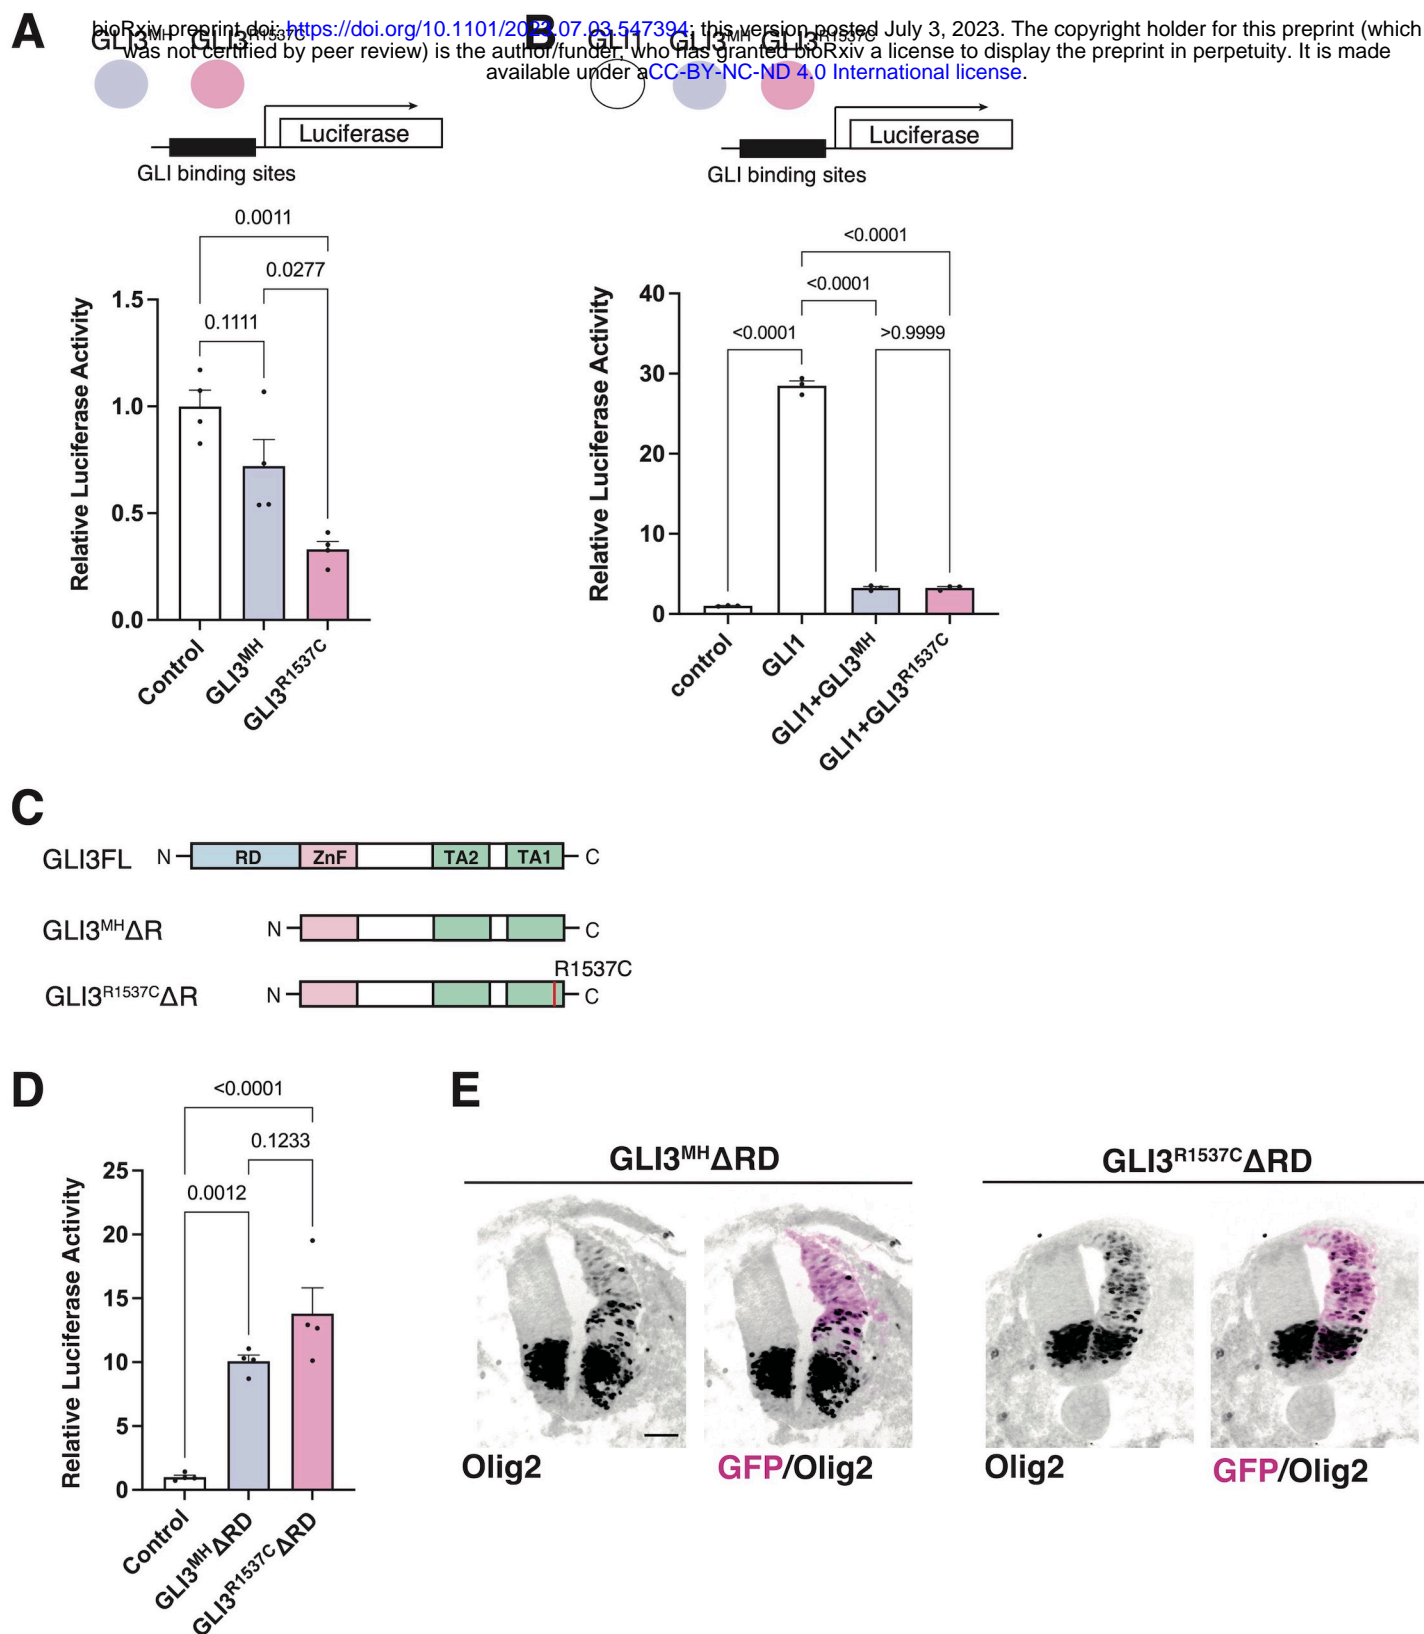 A
B
bioRxiv preprint doi: https://doi.org/10.1101/2023.07.03.547394; this version posted July 3, 2023. The copyright holder for this preprint (which
was not certified by peer review) is the author/funder, who has granted bioRxiv a license to display the preprint in perpetuity. It is made
available under aCC-BY-NC-ND 4.0 International license.
GLI3MH GLI3R1537C
Luciferase
GLI binding sites
0.0011
0.0277
0.1111
Relative Luciferase Activity
1.5
1.0
0.5
0.0
Control
GLI3MH
GLI3R1537C
GLI1 GLI3MH GLI3R1537C
Luciferase
GLI binding sites
<0.0001
<0.0001
<0.0001 >0.9999
Relative Luciferase Activity
40
30
20
10
0
control
GLI1
GLI1+GLI3MH
GLI1+GLI3R1537C
C
GLI3FL N RD ZnF TA2 TA1 C
GLI3MHΔR N C
R1537C
GLI3R1537CΔR N C
D
<0.0001
0.1233
0.0012
Relative Luciferase Activity
25
20
15
10
5
0
Control
GLI3MHΔRD
GLI3R1537CΔRD
E
GLI3MHΔRD
GLI3R1537CΔRD
Olig2
GFP/Olig2
Olig2
GFP/Olig2